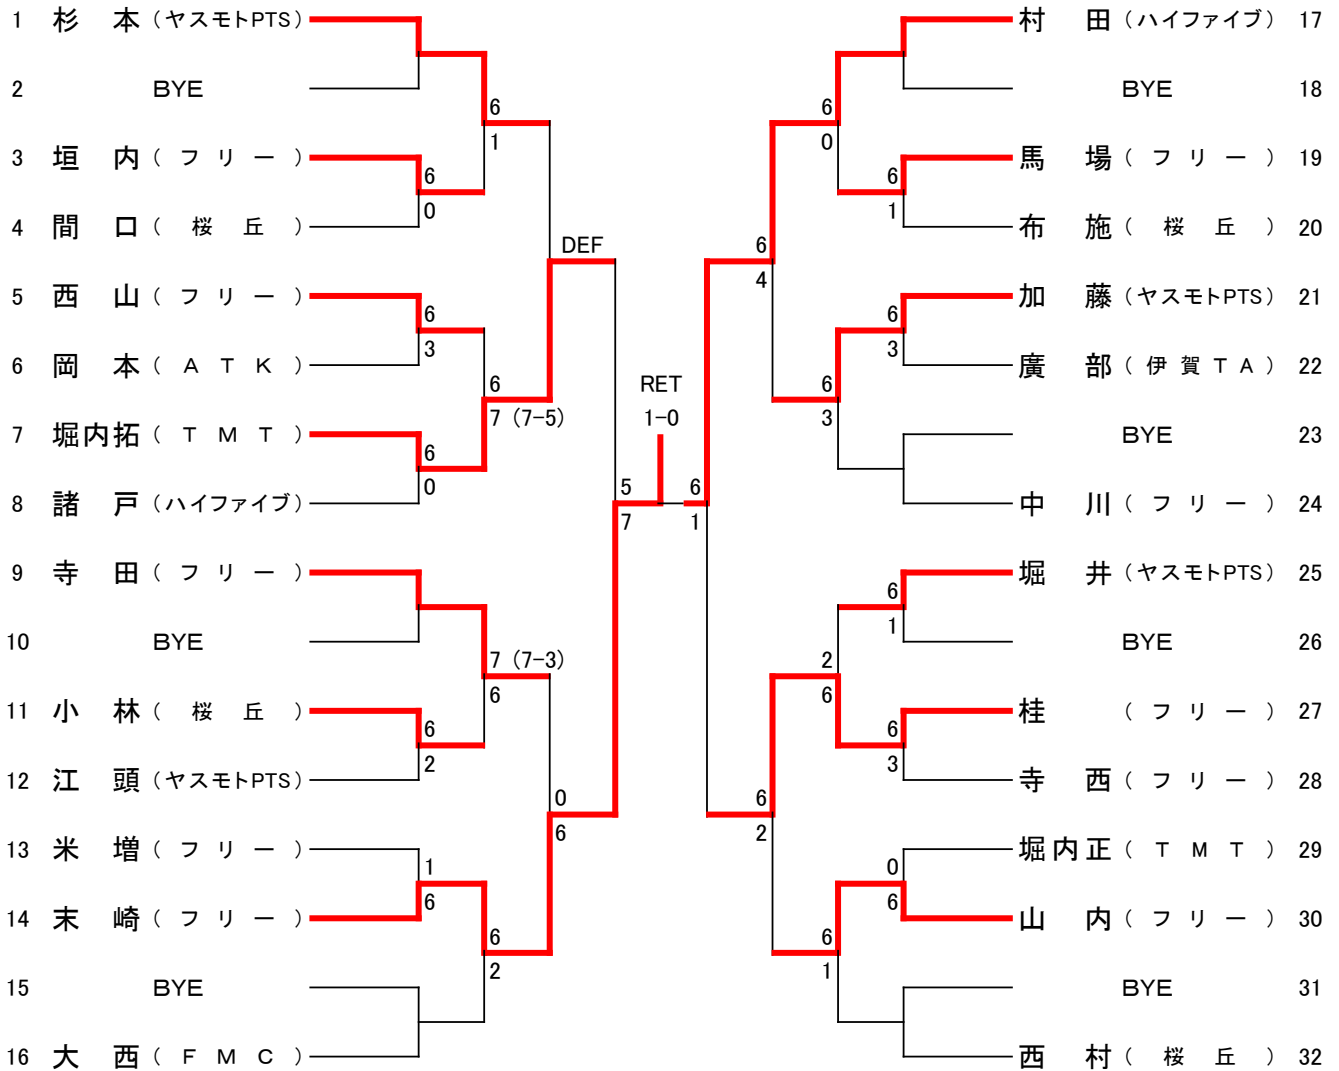 1 杉 本 (ヤスモトPTS)
2 BYE
6
1
3 垣 内 ( フ リ ー )
6
0
4 間 口 ( 桜 丘 )
DEF
5 西 山 ( フ リ ー )
6
3
6 岡 本 ( A T K )
6
7 (7-5)
7 堀内拓 ( T M T )
6
0
8 諸 戸 (ハイファイブ)
5
7
9 寺 田 ( フ リ ー )
10 BYE
7 (7-3)
6
11 小 林 ( 桜 丘 )
6
2
12 江 頭 (ヤスモトPTS)
0
6
13 米 増 ( フ リ ー )
1
6
14 末 崎 ( フ リ ー )
6
2
15 BYE
16 大 西 ( F M C )
RET
1-0
村 田 (ハイファイブ) 17
BYE 18
6
0
馬 場 ( フ リ ー ) 19
6
1
布 施 ( 桜 丘 ) 20
6
4
加 藤 (ヤスモトPTS) 21
6
3
廣 部 ( 伊 賀 T A ) 22
6
3
BYE 23
中 川 ( フ リ ー ) 24
6
1
堀 井 (ヤスモトPTS) 25
6
1
BYE 26
2
6
桂 ( フ リ ー ) 27
6
3
寺 西 ( フ リ ー ) 28
6
2
堀内正 ( T M T ) 29
0
6
山 内 ( フ リ ー ) 30
6
1
BYE 31
西 村 ( 桜 丘 ) 32